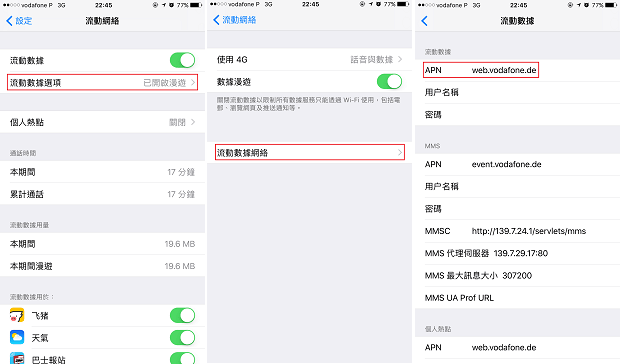 vodafone P 3G 22:45 77%
設定 流動網絡
流動數據
流動數據選項 已開啟漫遊
個人熱點 關閉
通話時間
本期間 17 分鐘
累計通話 17 分鐘
流動數據用量
本期間 19.6 MB
本期間漫遊 19.6 MB
流動數據用於：
飞猪
天氣
巴士報站
vodafone P 3G 22:45 77%
流動網絡
使用 4G 語音與數據
數據漫遊
關閉流動數據以限制所有數據服務只能透過 Wi-Fi 使用，包括電
郵、瀏覽網頁及推送通知等。
流動數據網絡
vodafone P 3G 22:45 77%
流動數據
流動數據
APN web.vodafone.de
用户名稱
密碼
MMS
APN event.vodafone.de
用户名稱
密碼
MMSC http://139.7.24.1/servlets/mms
MMS 代理伺服器 139.7.29.17:80
MMS 最大訊息大小 307200
MMS UA Prof URL
個人熱點
APN web.vodafone.de